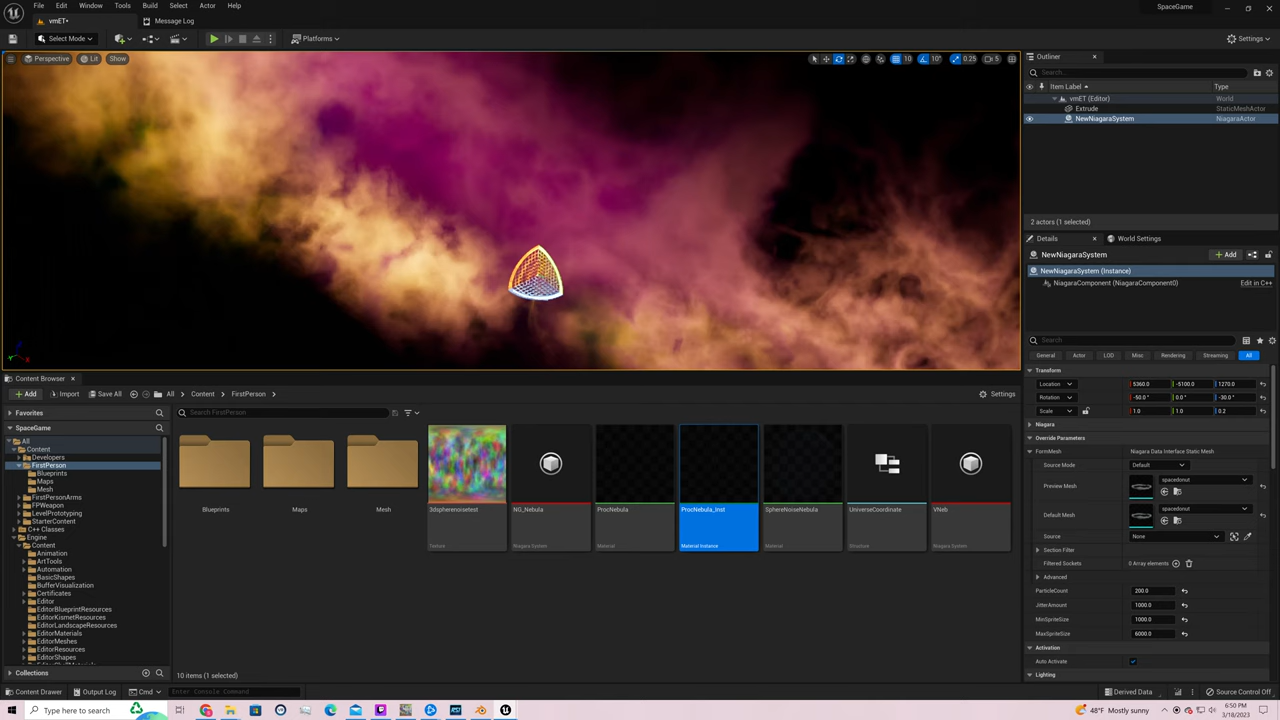 File Edit Window Tools Build Select Actor Help
SpaceGame
vmET*
Message Log
Select Mode
Platforms
Settings
Perspective
Lit
Show
10
10°
0.25
5
Outliner
Search...
Item Label
Type
vmET (Editor)
World
Extrude
StaticMeshActor
NewNiagaraSystem
NiagaraActor
2 actors (1 selected)
Details
World Settings
NewNiagaraSystem
Add
NewNiagaraSystem (Instance)
NiagaraComponent (NiagaraComponent0)
Edit in C++
Search
General
Actor
LOD
Misc
Rendering
Streaming
All
Transform
Location
5360.0
-5100.0
1270.0
Rotation
-50.0 °
0.0 °
-30.0 °
Scale
1.0
1.0
0.2
Niagara
Override Parameters
FormMesh
Niagara Data Interface Static Mesh
Source Mode
Default
Preview Mesh
spacedonut
Default Mesh
spacedonut
Source
None
Section Filter
Filtered Sockets
0 Array elements
Advanced
ParticleCount
200.0
JitterAmount
1000.0
MinSpriteSize
1000.0
MaxSpriteSize
6000.0
Activation
Auto Activate
Lighting
Content Browser
Add
Import
Save All
All
Content
FirstPerson
Settings
Favorites
SpaceGame
All
Content
Developers
FirstPerson
Blueprints
Maps
Mesh
FirstPersonArms
FPWeapon
LevelPrototyping
StarterContent
C++ Classes
Engine
Content
Animation
ArtTools
Automation
BasicShapes
BufferVisualization
Certificates
Editor
EditorBlueprintResources
EditorKismetResources
EditorLandscapeResources
EditorMaterials
EditorMeshes
EditorResources
EditorShapes
Collections
Search FirstPerson
Blueprints
Maps
Mesh
3dspherenoisetest
Texture
NG_Nebula
Niagara System
ProcNebula
Material
ProcNebula_Inst
Material Instance
SphereNoiseNebula
Material
UniverseCoordinate
Structure
VNeb
Niagara System
10 items (1 selected)
Content Drawer
Output Log
Cmd
Enter Console Command
Derived Data
Source Control Off
Type here to search
48°F Mostly sunny
6:50 PM
3/18/2023